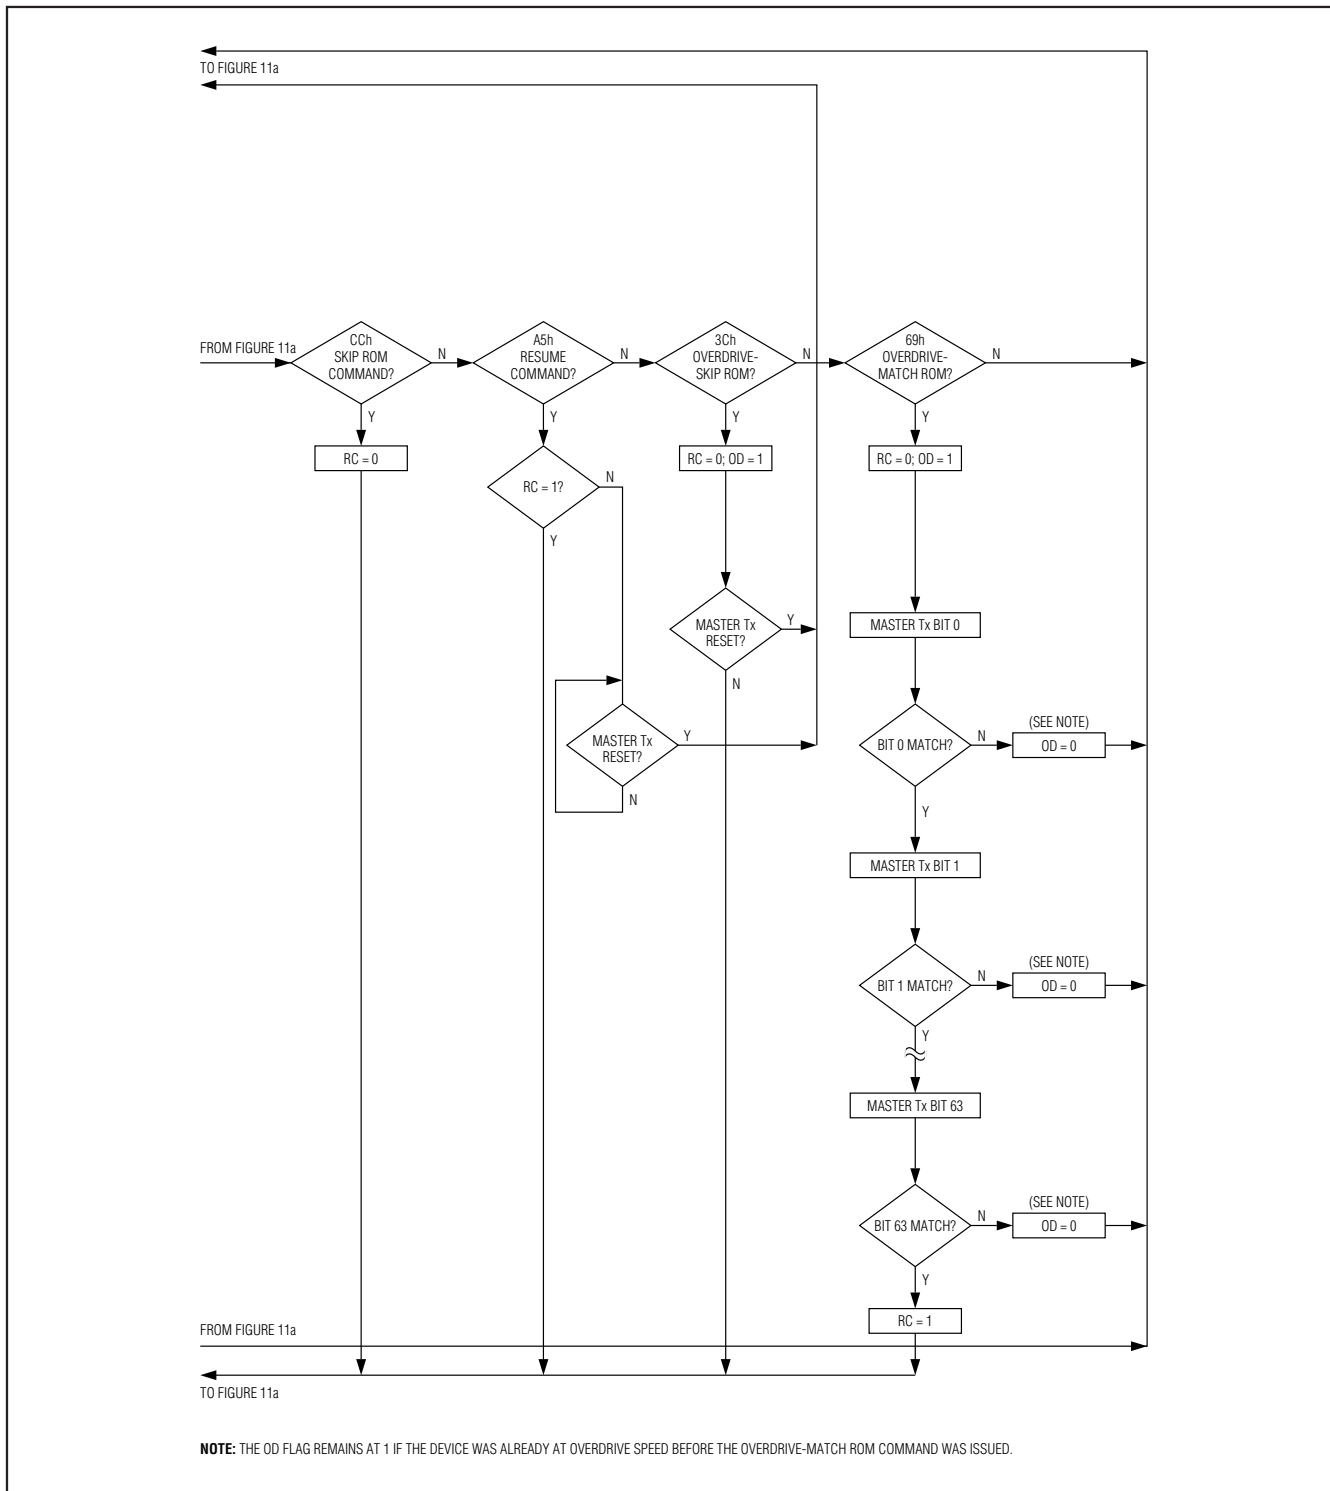 TO FIGURE 11a
FROM FIGURE 11a
CCh
SKIP ROM
COMMAND?
N
Y
RC = 0
A5h
RESUME
COMMAND?
N
Y
RC = 1?
N
Y
MASTER Tx
RESET?
Y
N
3Ch
OVERDRIVE-
SKIP ROM?
N
Y
RC = 0; OD = 1
MASTER Tx
RESET?
Y
N
69h
OVERDRIVE-
MATCH ROM?
N
Y
RC = 0; OD = 1
MASTER Tx BIT 0
BIT 0 MATCH?
N
(SEE NOTE)
OD = 0
Y
MASTER Tx BIT 1
BIT 1 MATCH?
N
(SEE NOTE)
OD = 0
Y
MASTER Tx BIT 63
BIT 63 MATCH?
N
(SEE NOTE)
OD = 0
Y
RC = 1
FROM FIGURE 11a
TO FIGURE 11a
NOTE: THE OD FLAG REMAINS AT 1 IF THE DEVICE WAS ALREADY AT OVERDRIVE SPEED BEFORE THE OVERDRIVE-MATCH ROM COMMAND WAS ISSUED.